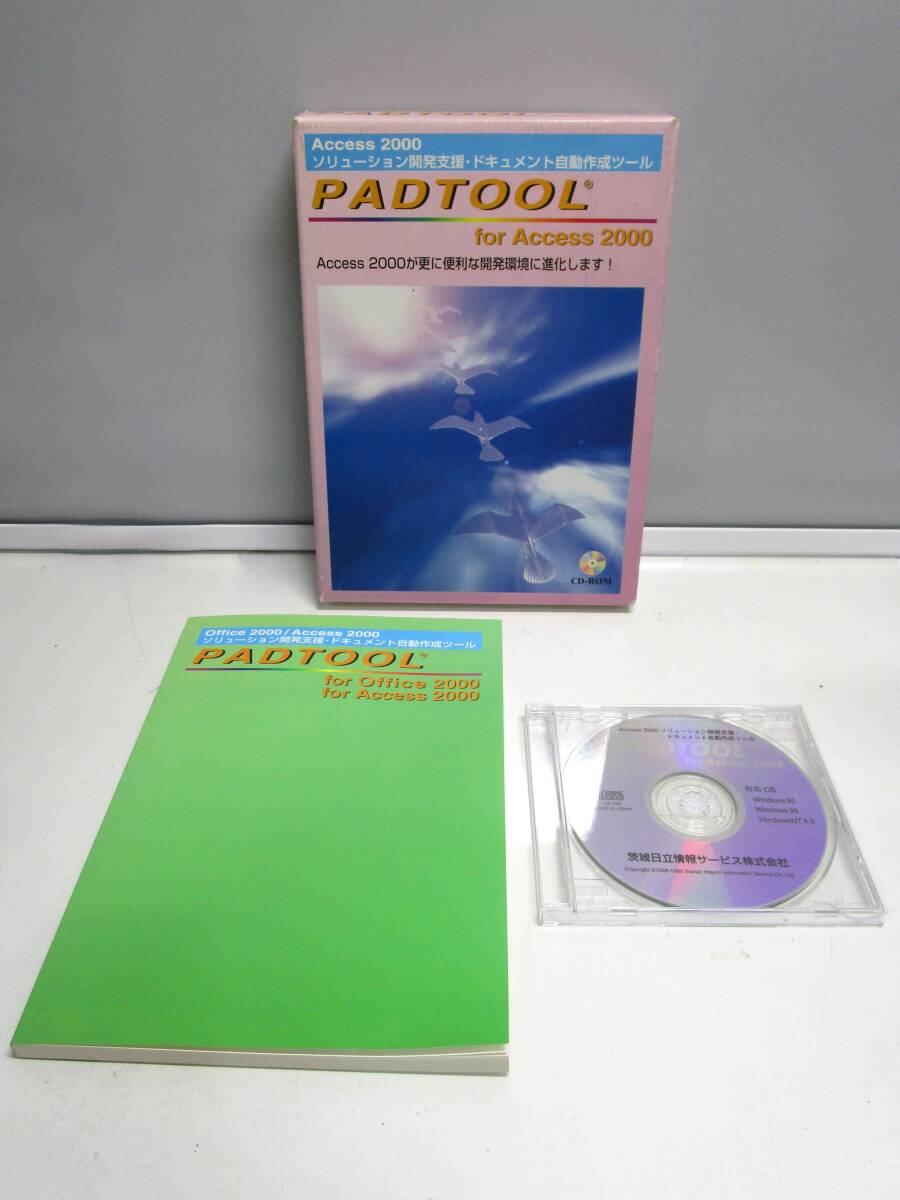 PADTOOL
Access 2000
ソリューション開発支援・ドキュメント自動作成ツール
PADTOOL®
for Access 2000
Access 2000が更に便利な開発環境に進化します!
CD-ROM
Office 2000/Access 2000
ソリューション開発支援・ドキュメント自動作成ツール
PADTOOL®
for Office 2000
for Access 2000
Access 2000 ソリューション開発支援・
ドキュメント自動作成ツール
DTOOL
for Access 2000
対応 OS
Windows 95
Windows 98
WindowsNT 4.0
茨城日立情報サービス株式会社